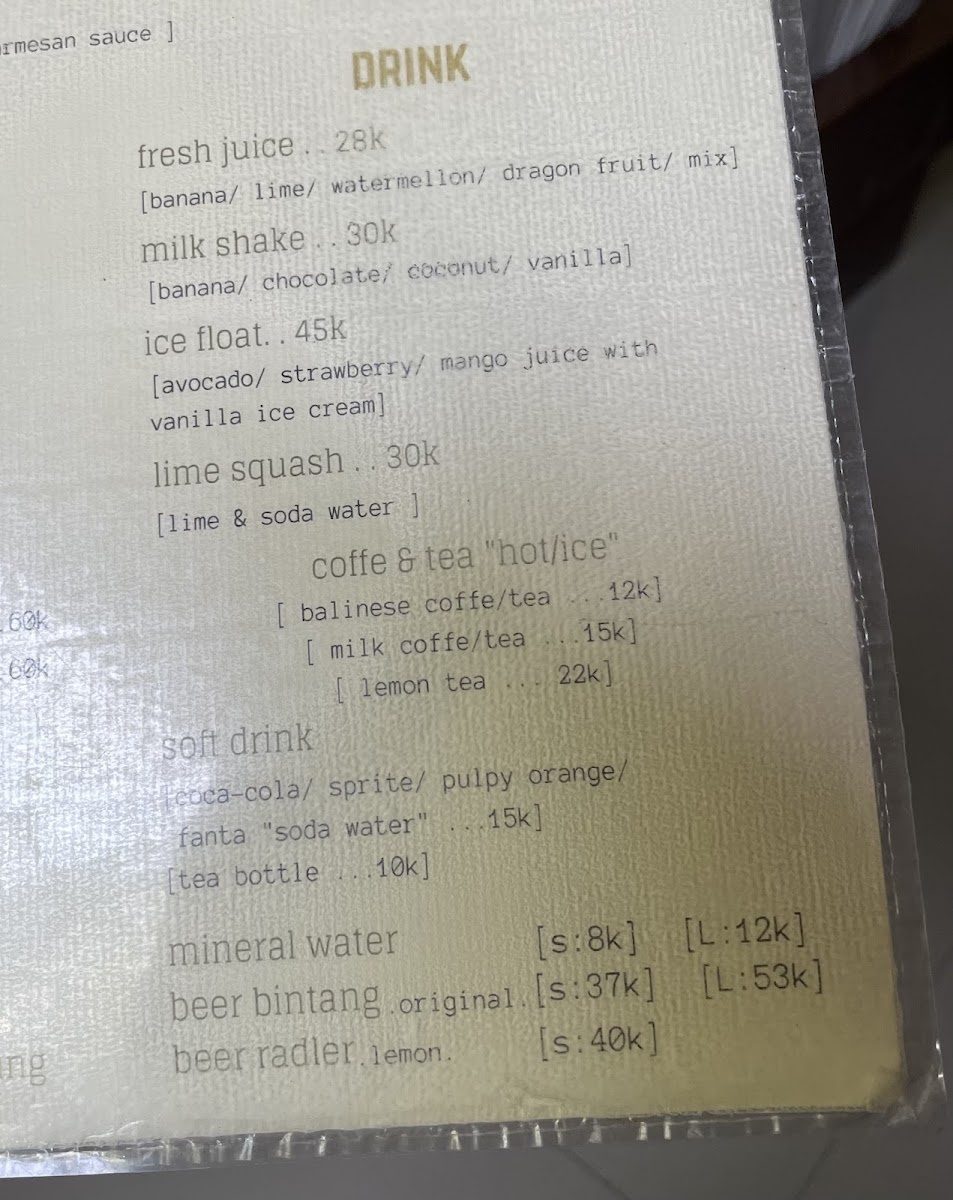 rmesan sauce ]
DRINK
fresh juice . . 28k
[banana/ lime/ watermellon/ dragon fruit/ mix]
milk shake . . 30k
[banana/ chocolate/ coconut/ vanilla]
ice float. . 45k
[avocado/ strawberry/ mango juice with
vanilla ice cream]
lime squash . . 30k
[lime & soda water ]
coffe & tea "hot/ice"
[ balinese coffe/tea ...12k]
.60k
[ milk coffe/tea ...15k]
.60k
[ lemon tea ... 22k]
soft drink
[coca-cola/ sprite/ pulpy orange/
fanta "soda water" ...15k]
[tea bottle ...10k]
mineral water [s:8k] [L:12k]
beer bintang .original. [s:37k] [L:53k]
beer radler .lemon. [s:40k]
ng